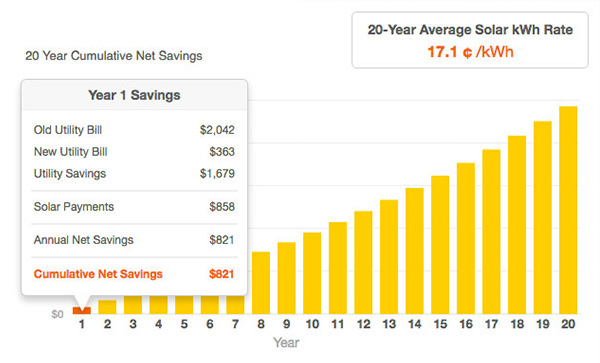 20-Year Average Solar kWh Rate
17.1 ¢ /kWh
20 Year Cumulative Net Savings
Year 1 Savings
Old Utility Bill $2,042
New Utility Bill $363
Utility Savings $1,679
Solar Payments $858
Annual Net Savings $821
Cumulative Net Savings $821
$0
1 2 3 4 5 6 7 8 9 10 11 12 13 14 15 16 17 18 19 20
Year